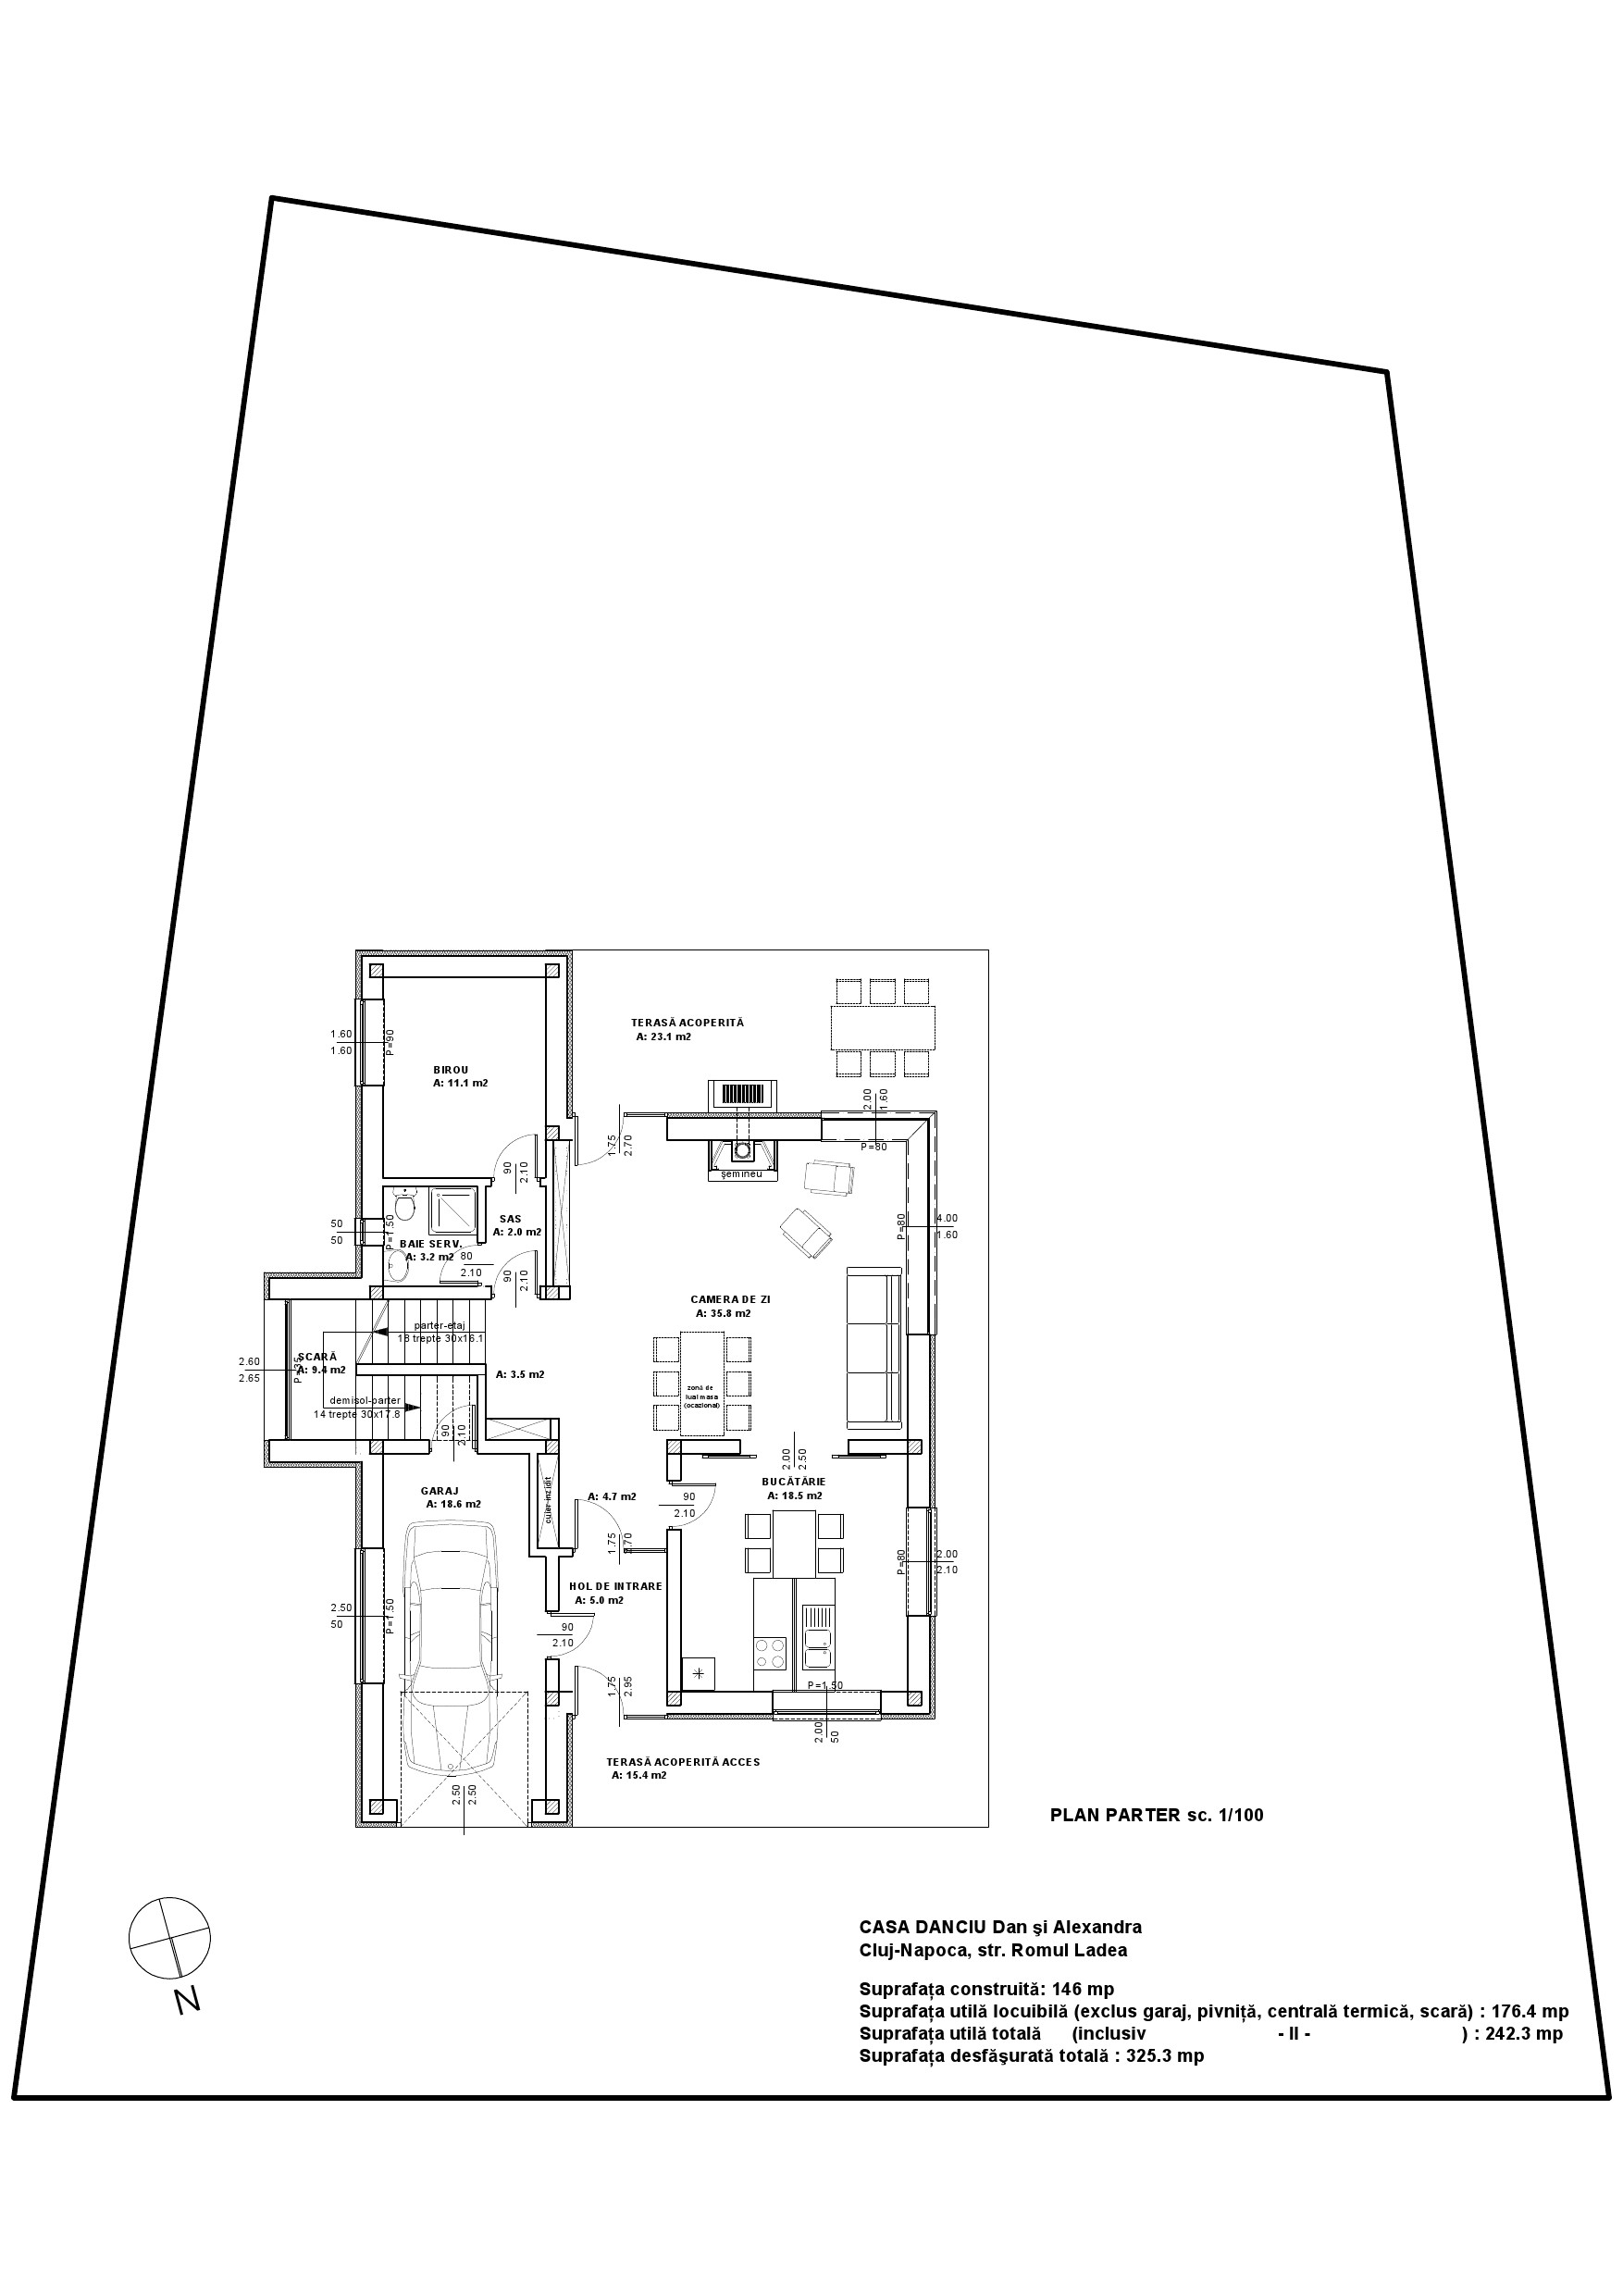 TERASĂ ACOPERITĂ
A: 23.1 m2
1.60
1.60
P=90
BIROU
A: 11.1 m2
2.00
1.60
P=80
1.75
2.70
şemineu
90
2.10
SAS
A: 2.0 m2
50
50
P=1.50
BAIE SERV.
A: 3.2 m2
80
2.10
90
2.10
P=80
4.00
1.60
CAMERA DE ZI
A: 35.8 m2
parter-etaj
18 trepte 30x16.1
SCARĂ
A: 9.4 m2
2.60
2.65
P=35
A: 3.5 m2
demisol-parter
14 trepte 30x17.8
zonă de
luat masa
(ocazional)
90
2.10
2.00
2.50
BUCĂTĂRIE
A: 18.5 m2
GARAJ
A: 18.6 m2
cuier inzidit
A: 4.7 m2
90
2.10
1.75
2.70
P=80
2.00
2.10
HOL DE INTRARE
A: 5.0 m2
2.50
50
P=1.50
90
2.10
1.75
2.95
P=1.50
2.00
50
TERASĂ ACOPERITĂ ACCES
A: 15.4 m2
2.50
2.50
PLAN PARTER sc. 1/100
N
CASA DANCIU Dan şi Alexandra
Cluj-Napoca, str. Romul Ladea
Suprafața construită: 146 mp
Suprafața utilă locuibilă (exclus garaj, pivniță, centrală termică, scară) : 176.4 mp
Suprafața utilă totală (inclusiv - II - ) : 242.3 mp
Suprafața desfăşurată totală : 325.3 mp